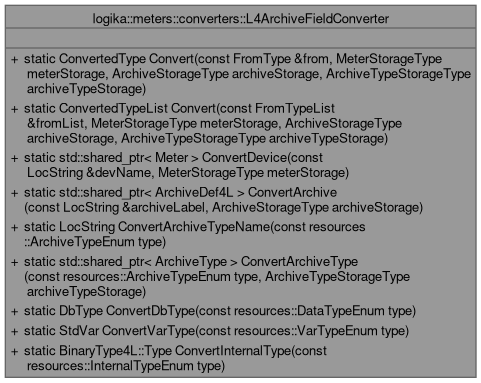 logika::meters::converters::L4ArchiveFieldConverter
+ static ConvertedType Convert(const FromType &from, MeterStorageType
meterStorage, ArchiveStorageType archiveStorage, ArchiveTypeStorageType
archiveTypeStorage)
+ static ConvertedTypeList Convert(const FromTypeList
&fromList, MeterStorageType meterStorage, ArchiveStorageType
archiveStorage, ArchiveTypeStorageType archiveTypeStorage)
+ static std::shared_ptr< Meter > ConvertDevice(const
LocString &devName, MeterStorageType meterStorage)
+ static std::shared_ptr< ArchiveDef4L > ConvertArchive
(const LocString &archiveLabel, ArchiveStorageType archiveStorage)
+ static LocString ConvertArchiveTypeName(const resources
::ArchiveTypeEnum type)
+ static std::shared_ptr< ArchiveType > ConvertArchiveType
(const resources::ArchiveTypeEnum type, ArchiveTypeStorageType
archiveTypeStorage)
+ static DbType ConvertDbType(const resources::DataTypeEnum type)
+ static StdVar ConvertVarType(const resources::VarTypeEnum type)
+ static BinaryType4L::Type ConvertInternalType(const
resources::InternalTypeEnum type)